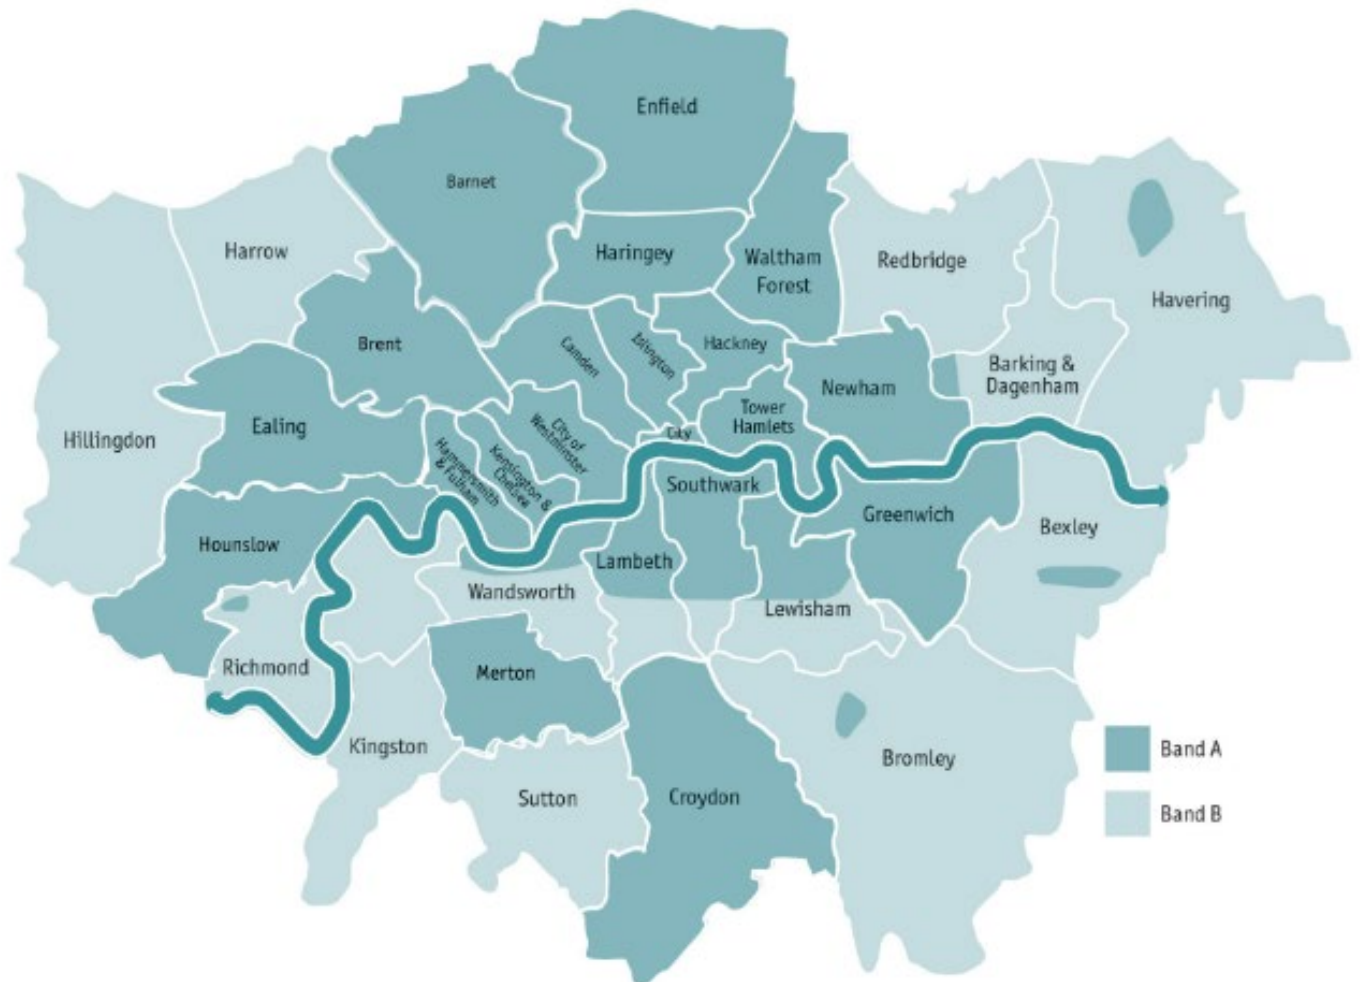 Enfield
Barnet
Harrow
Haringey
Waltham
Forest
Redbridge
Havering
Brent
Camden
Islington
Hackney
Barking &
Dagenham
Newham
Ealing
Tower
Hamlets
Hillingdon
City
City of
Westminster
Kensington &
Chelsea
Hammersmith
& Fulham
Southwark
Greenwich
Bexley
Hounslow
Lambeth
Wandsworth
Lewisham
Richmond
Merton
Kingston
Bromley
Sutton
Croydon
Band A
Band B